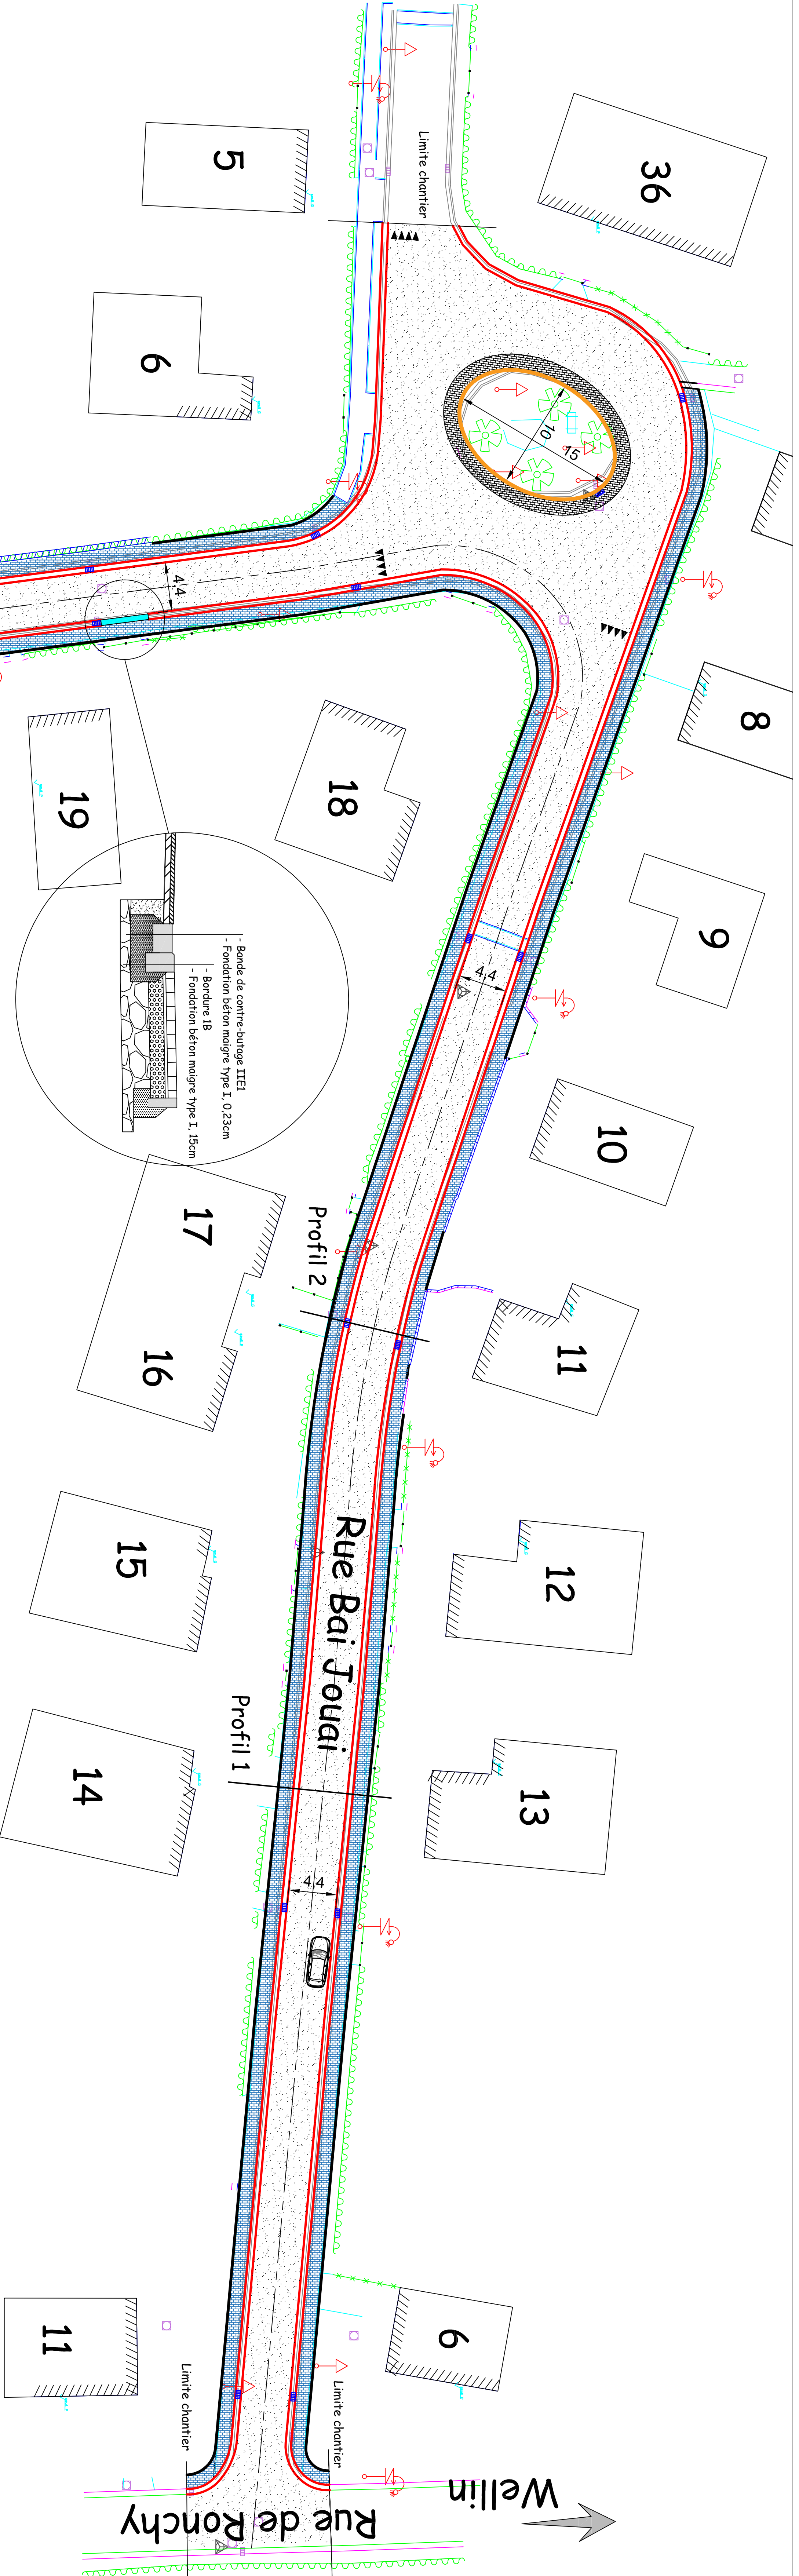 5
36
Limite chantier
6
10
15
4,4
8
18
19
9
4,4
- Bande de contre-butage IIE1
- Fondation béton maigre type I, 0,23cm
- Bordure 1B
- Fondation béton maigre type I, 15cm
10
17
Profil 2
11
16
15
12
Rue Bai Jouai
Profil 1
14
13
4,4
11
6
Limite chantier
Limite chantier
Wellin
Rue de Ronchy